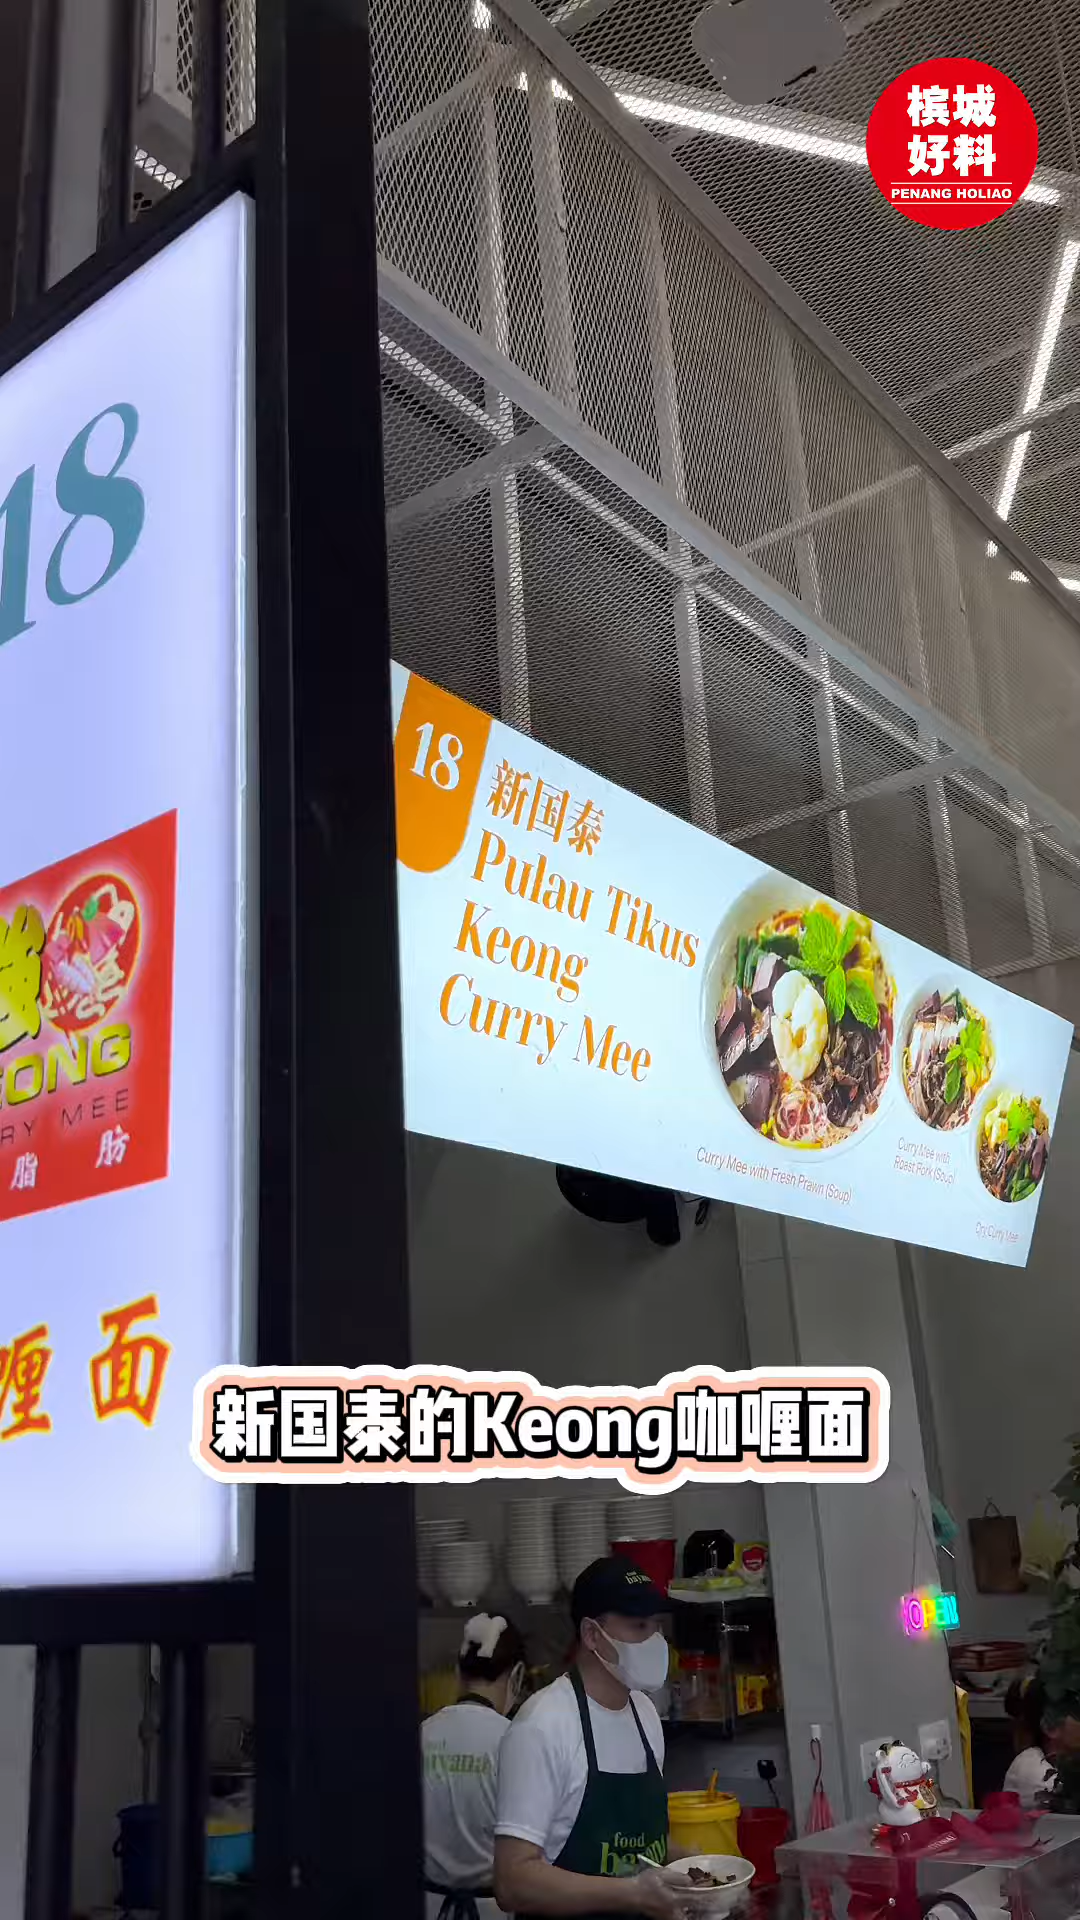 槟城
好料
PENANG HOLIAO
18
18
新国泰
Pulau Tikus
Keong
Curry Mee
Curry Mee with Fresh Prawn (Soup)
Curry Mee with
Roast Pork (Soup)
Dry Curry Mee
強
EONG
RY MEE
脂 肪
喱 面
新国泰的Keong咖喱面
OPEN
food